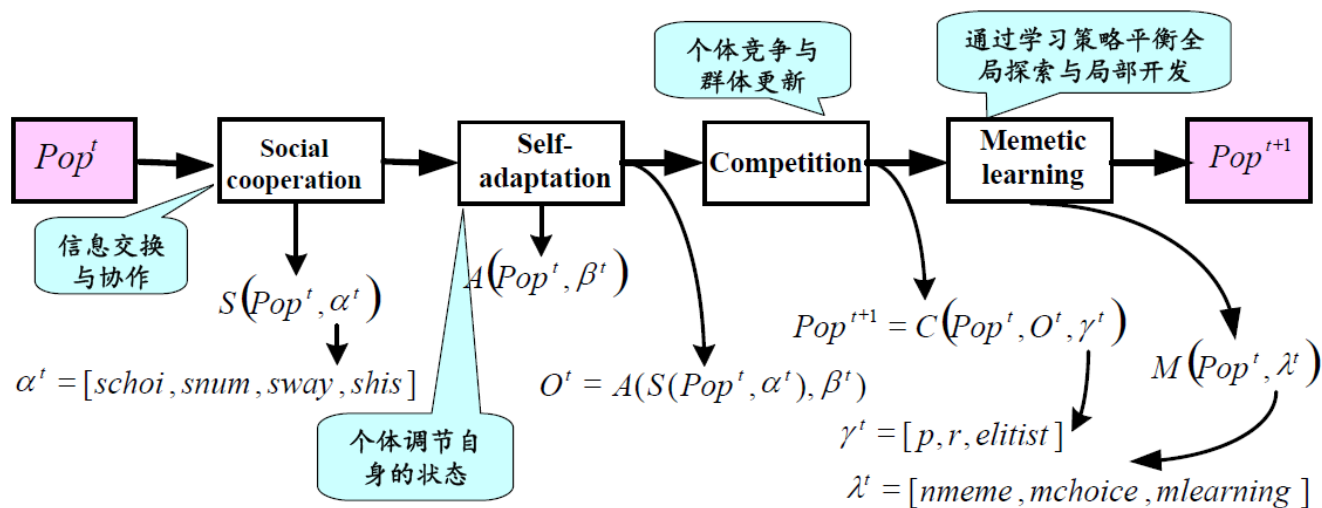 个体竞争与
群体更新
通过学习策略平衡全
局探索与局部开发
Pop^t
Social
cooperation
Self-
adaptation
Competition
Memetic
learning
Pop^{t+1}
信息交换
与协作
S(Pop^t, α^t)
A(Pop^t, β^t)
Pop^{t+1} = C(Pop^t, O^t, γ^t)
M(Pop^t, λ^t)
α^t = [schoi, snum, sway, shis]
O^t = A(S(Pop^t, α^t), β^t)
个体调节自
身的状态
γ^t = [p, r, elitist]
λ^t = [nmeme, mchoice, mlearning]